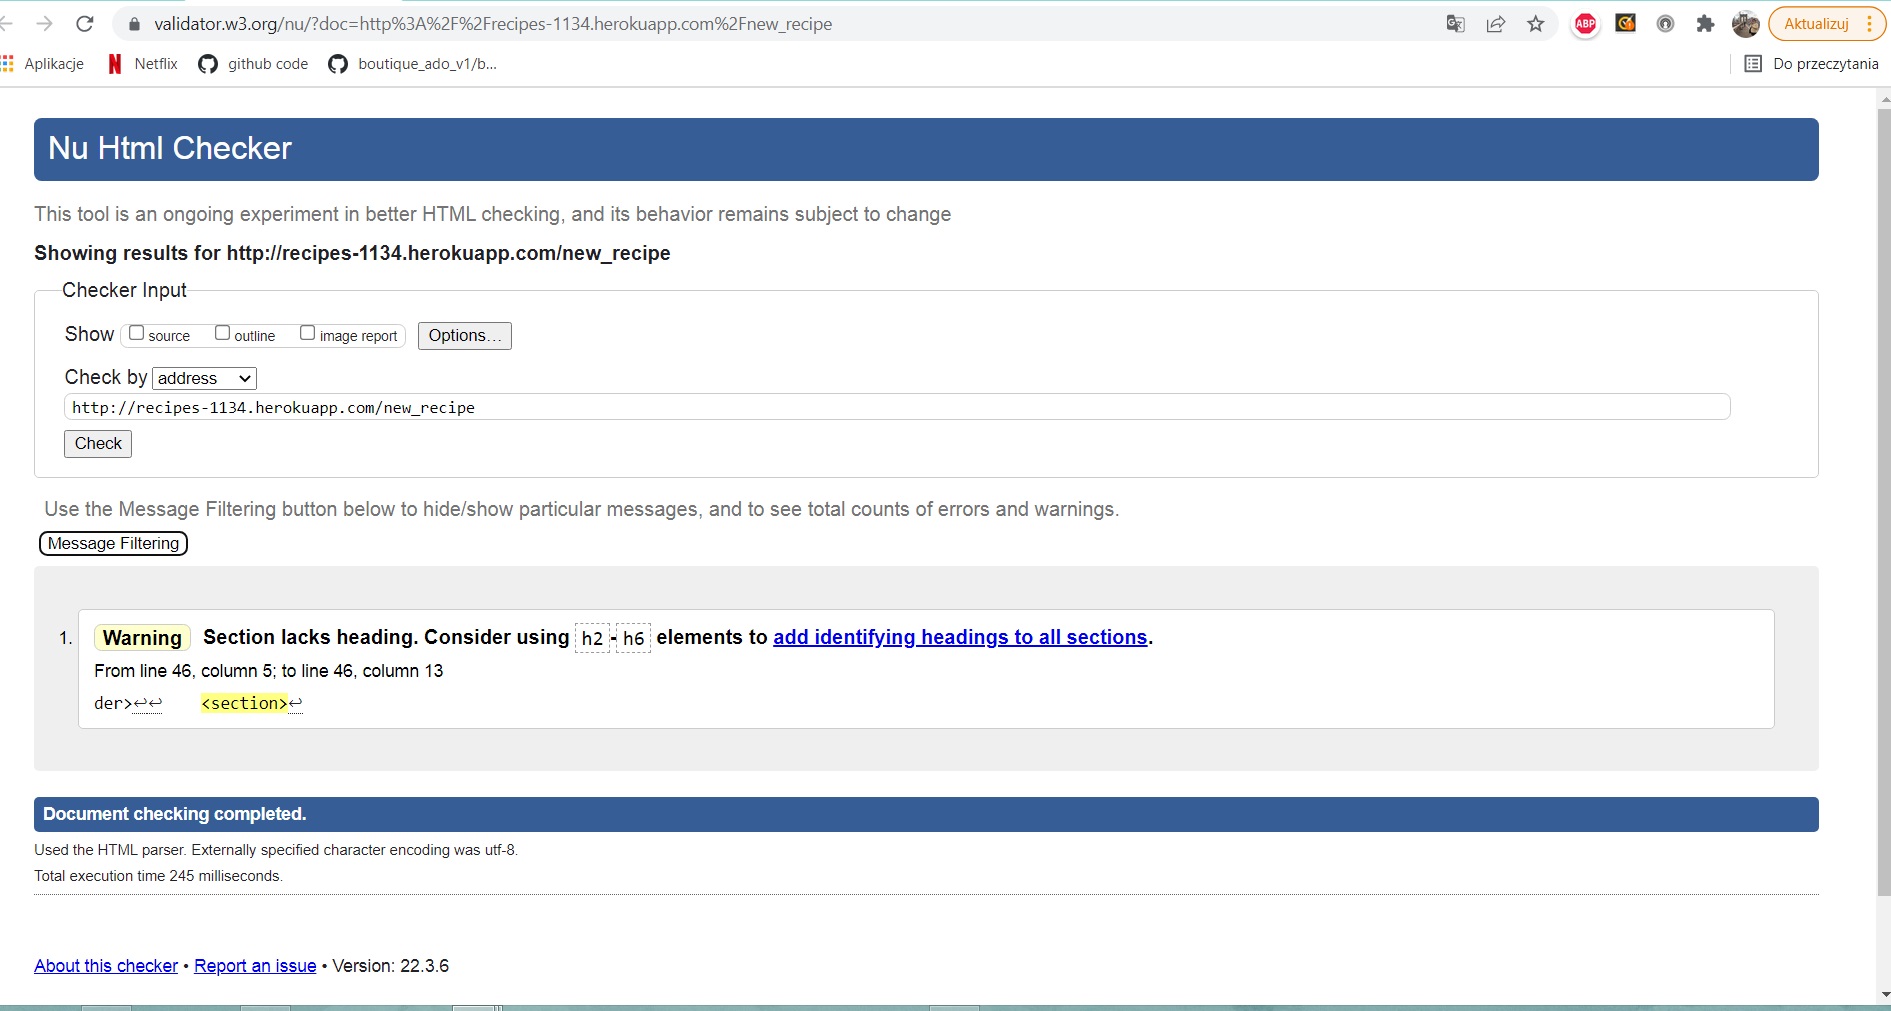 validator.w3.org/nu/?doc=http%3A%2F%2Frecipes-1134.herokuapp.com%2Fnew_recipe
ABP
Aktualizuj
Aplikacje
Netflix
github code
boutique_ado_v1/b...
Do przeczytania
Nu Html Checker
This tool is an ongoing experiment in better HTML checking, and its behavior remains subject to change
Showing results for http://recipes-1134.herokuapp.com/new_recipe
Checker Input
Show source outline image report Options…
Check by address
http://recipes-1134.herokuapp.com/new_recipe
Check
Use the Message Filtering button below to hide/show particular messages, and to see total counts of errors and warnings.
Message Filtering
1. Warning Section lacks heading. Consider using h2-h6 elements to add identifying headings to all sections.
From line 46, column 5; to line 46, column 13
der>↩↩ <section>↩
Document checking completed.
Used the HTML parser. Externally specified character encoding was utf-8.
Total execution time 245 milliseconds.
About this checker • Report an issue • Version: 22.3.6